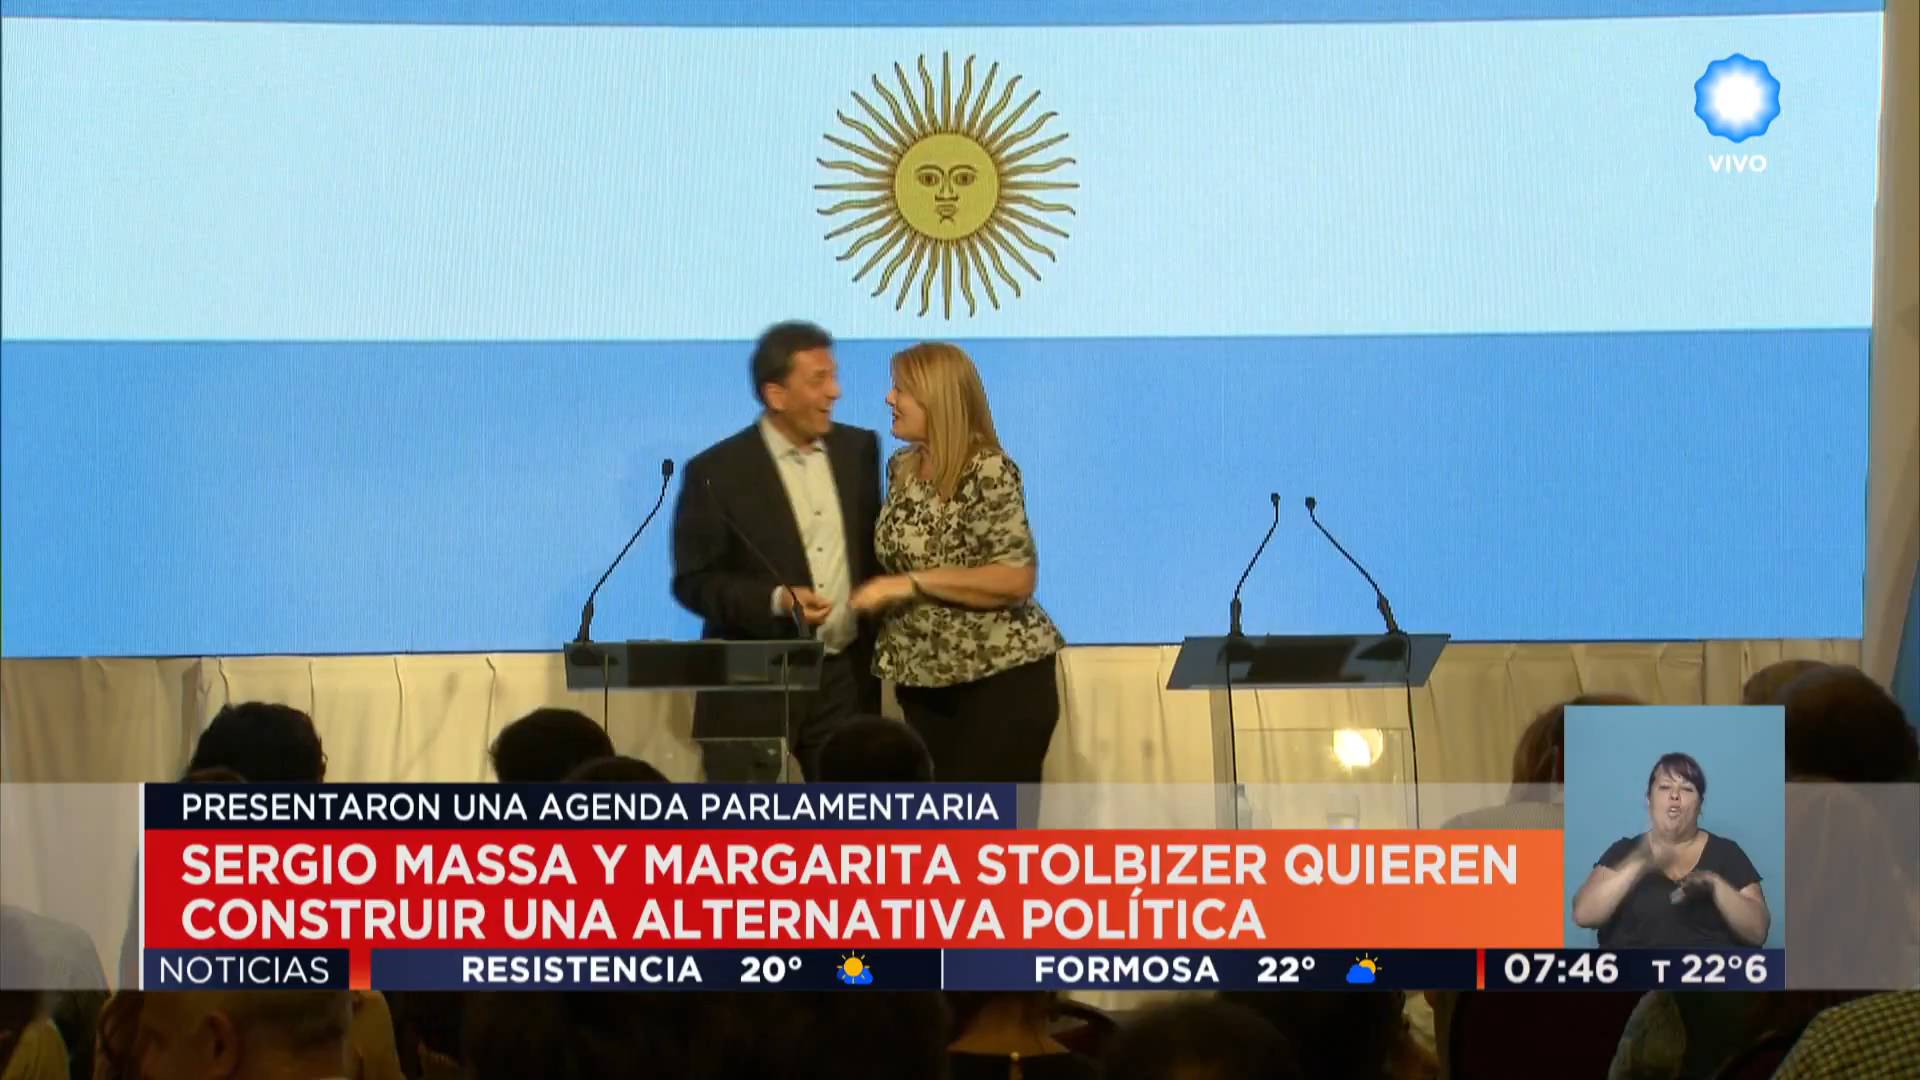 VIVO
PRESENTARON UNA AGENDA PARLAMENTARIA
SERGIO MASSA Y MARGARITA STOLBIZER QUIEREN
CONSTRUIR UNA ALTERNATIVA POLÍTICA
NOTICIAS RESISTENCIA 20° FORMOSA 22° 07:46 T 22°6